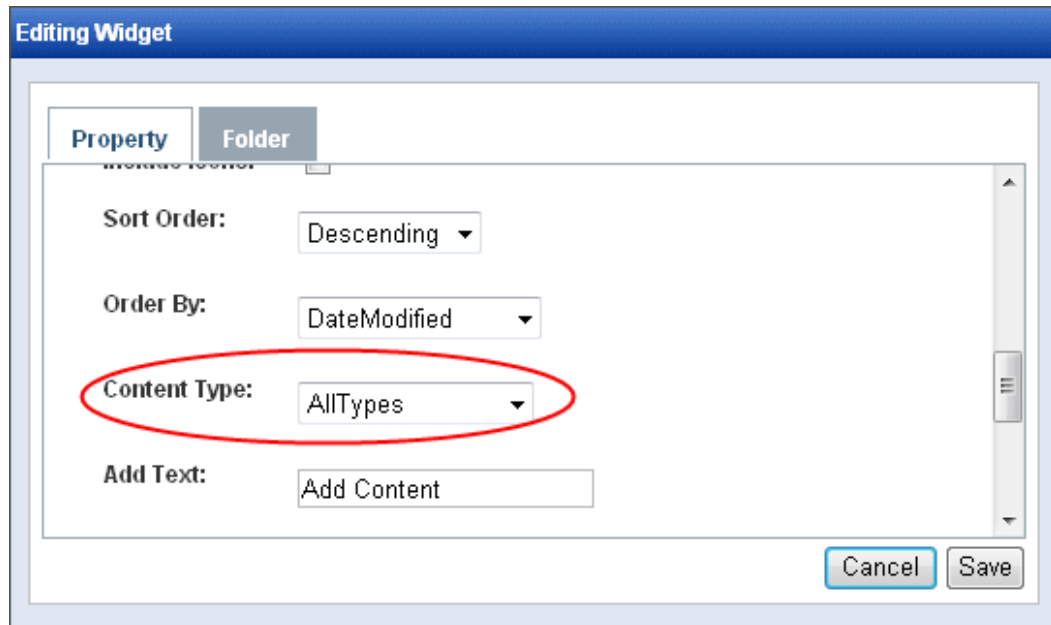 Editing Widget
Property Folder
Sort Order: Descending
Order By: DateModified
Content Type: AllTypes
Add Text: Add Content
Cancel Save